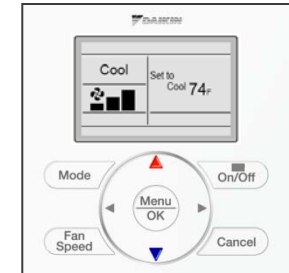 DAIKIN
Cool
Set to
Cool 74F
Mode
On/Off
Menu
OK
Fan
Speed
Cancel